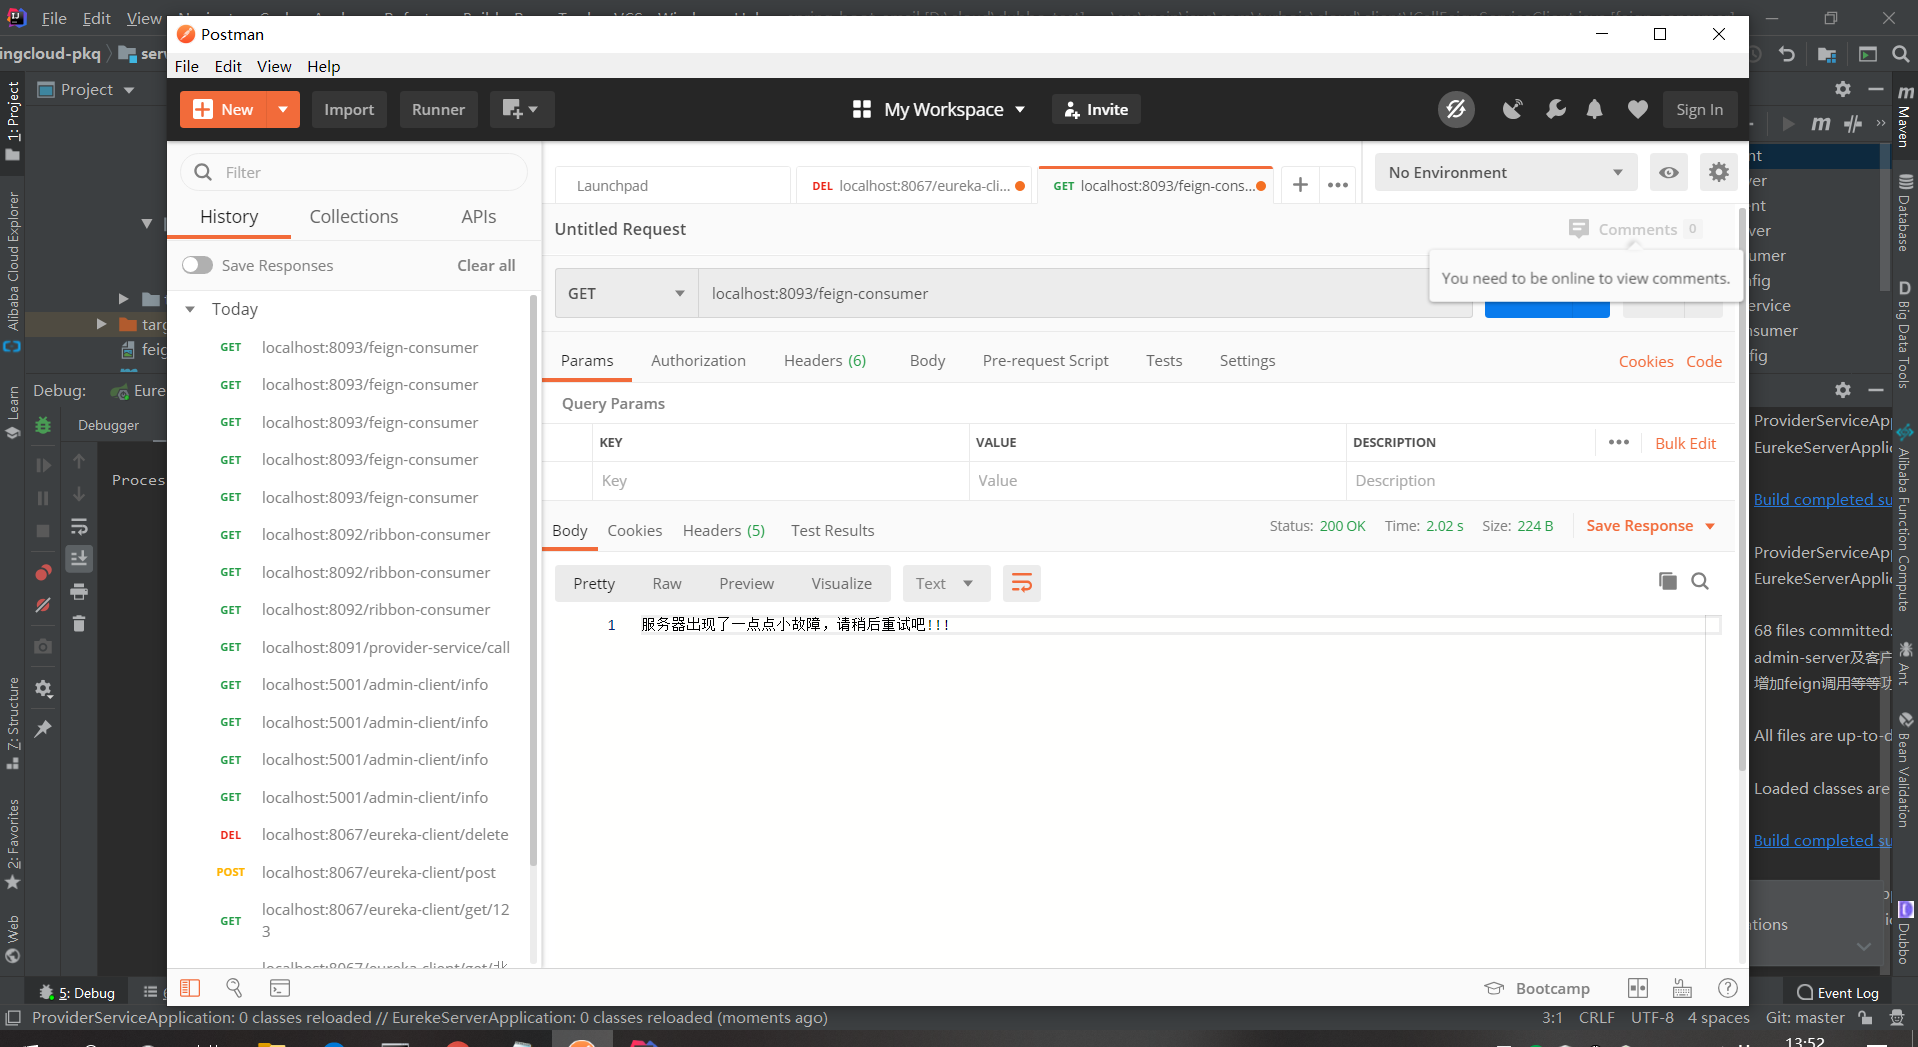 File Edit View
Postman
File Edit View Help
New
Import
Runner
My Workspace
Invite
Sign In
ingcloud-pkq
1: Project
Project
Filter
History
Collections
APIs
Save Responses
Clear all
Today
GET localhost:8093/feign-consumer
GET localhost:8093/feign-consumer
GET localhost:8093/feign-consumer
GET localhost:8093/feign-consumer
GET localhost:8093/feign-consumer
GET localhost:8092/ribbon-consumer
GET localhost:8092/ribbon-consumer
GET localhost:8092/ribbon-consumer
GET localhost:8091/provider-service/call
GET localhost:5001/admin-client/info
GET localhost:5001/admin-client/info
GET localhost:5001/admin-client/info
GET localhost:5001/admin-client/info
DEL localhost:8067/eureka-client/delete
POST localhost:8067/eureka-client/post
GET localhost:8067/eureka-client/get/12
3
Launchpad
DEL localhost:8067/eureka-cli...
GET localhost:8093/feign-cons...
No Environment
Untitled Request
Comments 0
You need to be online to view comments.
GET
localhost:8093/feign-consumer
Params
Authorization
Headers (6)
Body
Pre-request Script
Tests
Settings
Cookies
Code
Query Params
KEY
VALUE
DESCRIPTION
Bulk Edit
Key
Value
Description
Body
Cookies
Headers (5)
Test Results
Status: 200 OK
Time: 2.02 s
Size: 224 B
Save Response
Pretty
Raw
Preview
Visualize
Text
1
服务器出现了一点点小故障，请稍后重试吧!!!
Bootcamp
Alibaba Cloud Explorer
Learn
7: Structure
2: Favorites
Web
Debug:
Eure
Debugger
Proces
5: Debug
Maven
Database
Big Data Tools
Alibaba Function Compute
Ant
Bean Validation
Dubbo
nt
ver
ent
ver
umer
nfig
ervice
nsumer
fig
ProviderServiceAp
EurekeServerApplic
Build completed su
ProviderServiceAp
EurekeServerApplic
68 files committed:
admin-server及客户
增加feign调用等等功
All files are up-to-d
Loaded classes are
Build completed su
ations
Event Log
ProviderServiceApplication: 0 classes reloaded // EurekeServerApplication: 0 classes reloaded (moments ago)
3:1
CRLF
UTF-8
4 spaces
Git: master
13:52